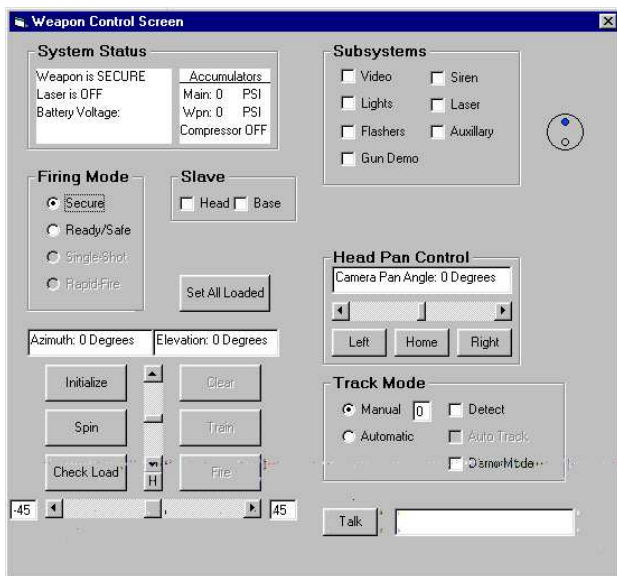 Weapon Control Screen
System Status
Weapon is SECURE
Laser is OFF
Battery Voltage:
Accumulators
Main: 0 PSI
Wpn: 0 PSI
Compressor OFF
Subsystems
Video
Siren
Lights
Laser
Flashers
Auxillary
Gun Demo
Firing Mode
Secure
Ready/Safe
Single-Shot
Rapid-Fire
Slave
Head
Base
Set All Loaded
Head Pan Control
Camera Pan Angle: 0 Degrees
Left
Home
Right
Azimuth: 0 Degrees
Elevation: 0 Degrees
Initialize
Clear
Spin
Train
Check Load
H
Fire
-45
45
Track Mode
Manual
0
Detect
Automatic
Auto Track
Talk